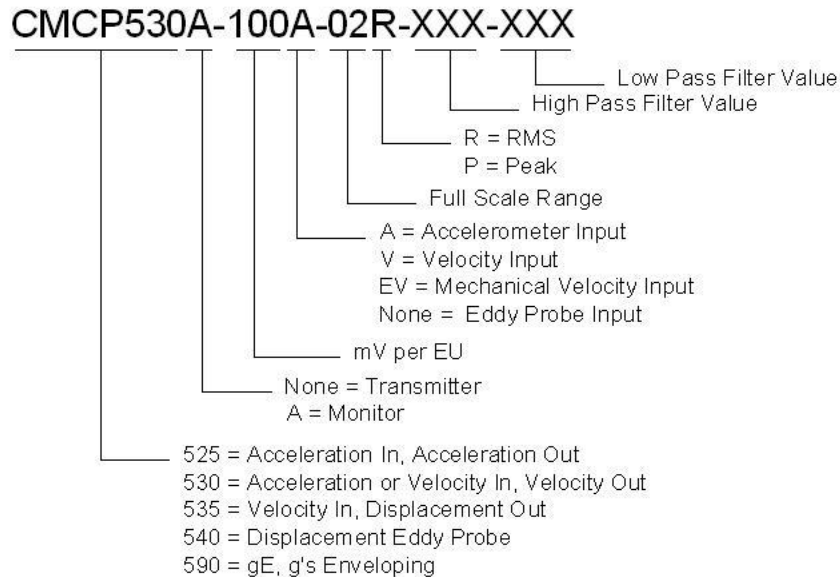 CMCP530A-100A-02R-XXX-XXX
Low Pass Filter Value
High Pass Filter Value
R = RMS
P = Peak
Full Scale Range
A = Accelerometer Input
V = Velocity Input
EV = Mechanical Velocity Input
None = Eddy Probe Input
mV per EU
None = Transmitter
A = Monitor
525 = Acceleration In, Acceleration Out
530 = Acceleration or Velocity In, Velocity Out
535 = Velocity In, Displacement Out
540 = Displacement Eddy Probe
590 = gE, g's Enveloping